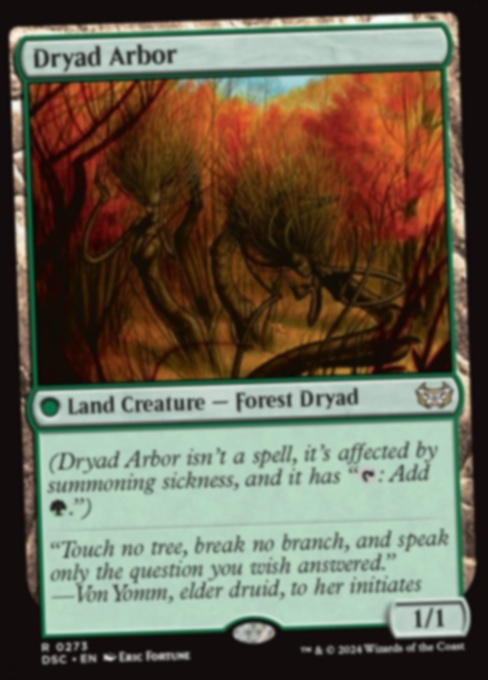 Dryad Arbor
Land Creature — Forest Dryad
(Dryad Arbor isn't a spell, it's affected by
summoning sickness, and it has “: Add
.”)
“Touch no tree, break no branch, and speak
only the question you wish answered.”
—Von Yomm, elder druid, to her initiates
1/1
R 0273
DSC • EN Eric Fortune
™ & © 2024 Wizards of the Coast